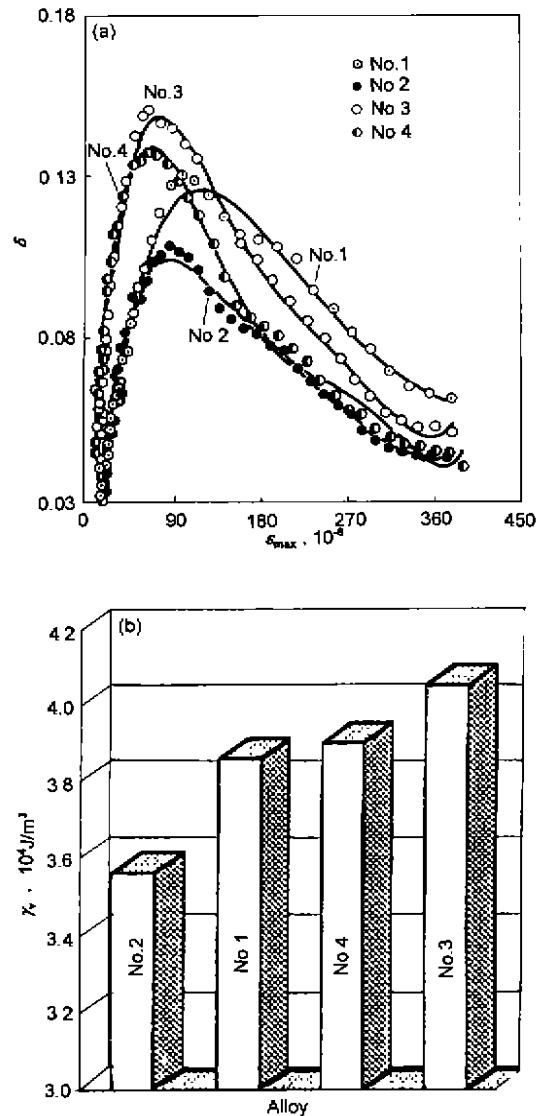 0.18
(a)
No.3
No.1
No 2
No 3
No 4
No.4
0.13
δ
No.1
0.08
No 2
0.03
0
90
180
270
360
450
εmax , 10⁻⁶
4.2
(b)
4.0
3.8
3.6
3.4
3.2
3.0
γv , 10⁴J/m³
No.2
No 1
No 4
No.3
Alloy